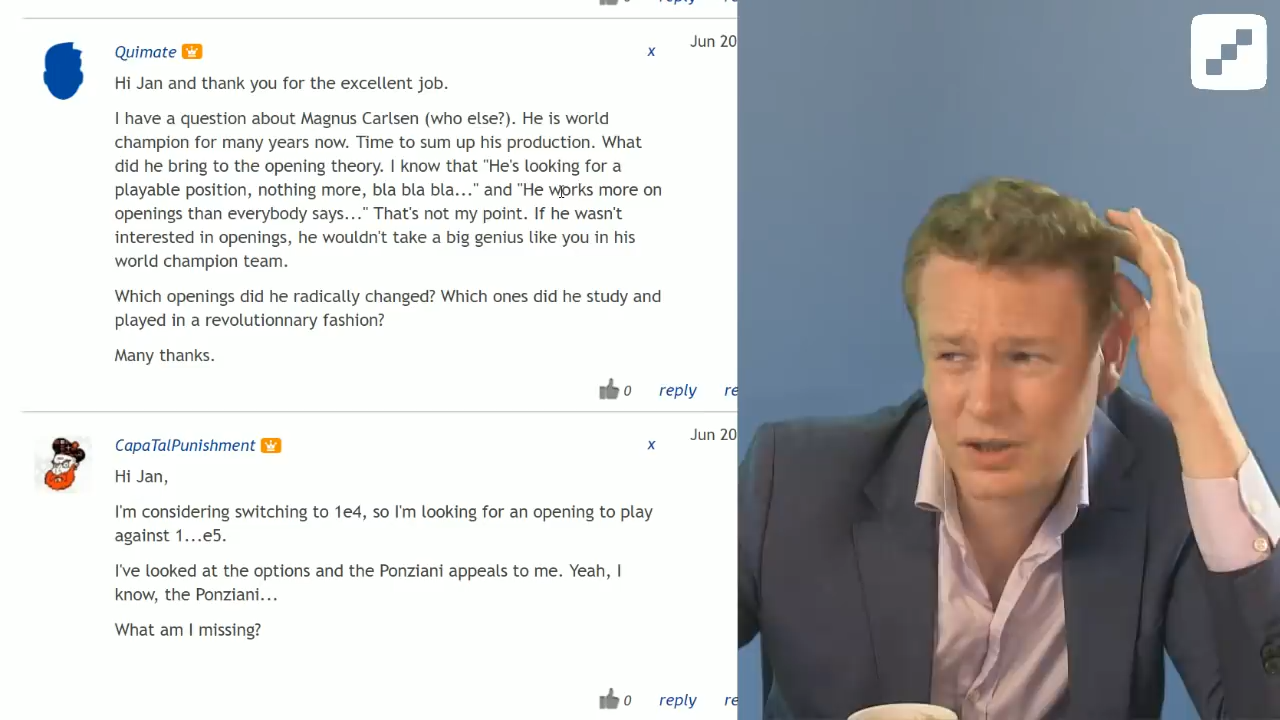 0 reply
Quimate x Jun 20
Hi Jan and thank you for the excellent job.
I have a question about Magnus Carlsen (who else?). He is world
champion for many years now. Time to sum up his production. What
did he bring to the opening theory. I know that "He's looking for a
playable position, nothing more, bla bla bla..." and "He works more on
openings than everybody says..." That's not my point. If he wasn't
interested in openings, he wouldn't take a big genius like you in his
world champion team.
Which openings did he radically changed? Which ones did he study and
played in a revolutionnary fashion?
Many thanks.
0 reply re
CapaTalPunishment x Jun 20
Hi Jan,
I'm considering switching to 1e4, so I'm looking for an opening to play
against 1...e5.
I've looked at the options and the Ponziani appeals to me. Yeah, I
know, the Ponziani...
What am I missing?
0 reply re